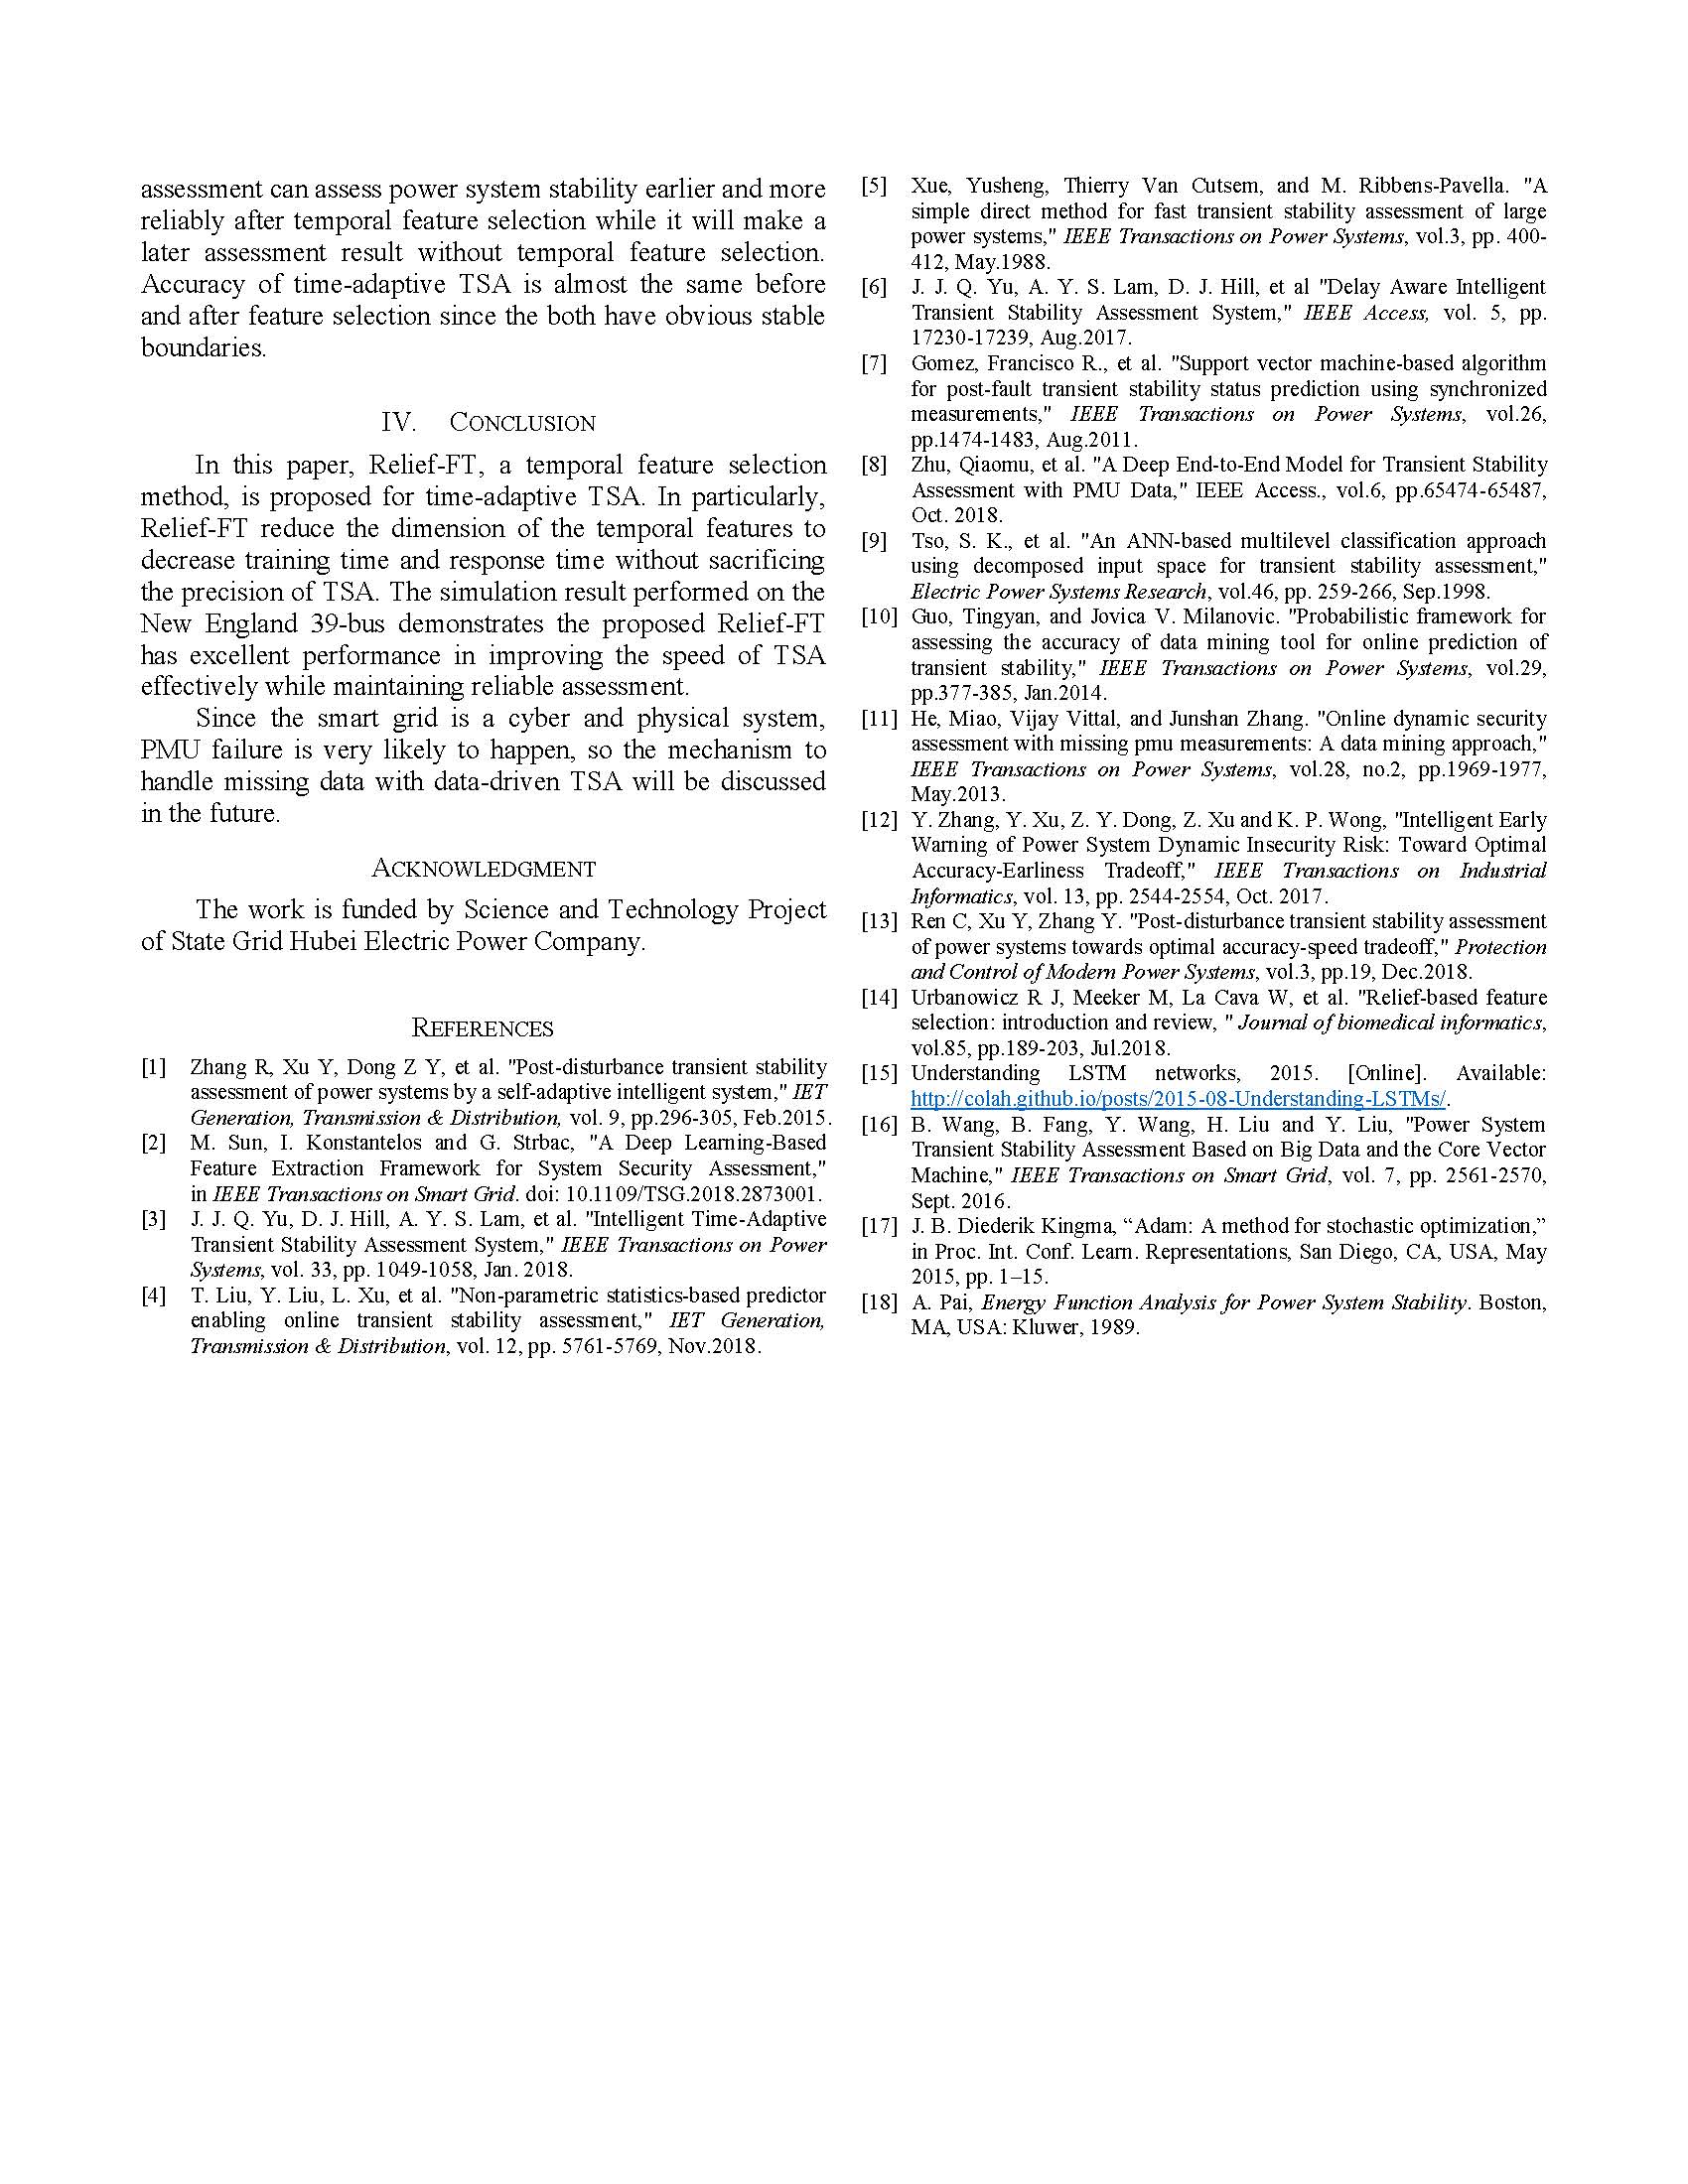 assessment can assess power system stability earlier and more
reliably after temporal feature selection while it will make a
later assessment result without temporal feature selection.
Accuracy of time-adaptive TSA is almost the same before
and after feature selection since the both have obvious stable
boundaries.
IV. CONCLUSION
In this paper, Relief-FT, a temporal feature selection
method, is proposed for time-adaptive TSA. In particularly,
Relief-FT reduce the dimension of the temporal features to
decrease training time and response time without sacrificing
the precision of TSA. The simulation result performed on the
New England 39-bus demonstrates the proposed Relief-FT
has excellent performance in improving the speed of TSA
effectively while maintaining reliable assessment.
Since the smart grid is a cyber and physical system,
PMU failure is very likely to happen, so the mechanism to
handle missing data with data-driven TSA will be discussed
in the future.
ACKNOWLEDGMENT
The work is funded by Science and Technology Project
of State Grid Hubei Electric Power Company.
REFERENCES
[1] Zhang R, Xu Y, Dong Z Y, et al. "Post-disturbance transient stability
assessment of power systems by a self-adaptive intelligent system," IET
Generation, Transmission & Distribution, vol. 9, pp.296-305, Feb.2015.
[2] M. Sun, I. Konstantelos and G. Strbac, "A Deep Learning-Based
Feature Extraction Framework for System Security Assessment,"
in IEEE Transactions on Smart Grid. doi: 10.1109/TSG.2018.2873001.
[3] J. J. Q. Yu, D. J. Hill, A. Y. S. Lam, et al. "Intelligent Time-Adaptive
Transient Stability Assessment System," IEEE Transactions on Power
Systems, vol. 33, pp. 1049-1058, Jan. 2018.
[4] T. Liu, Y. Liu, L. Xu, et al. "Non-parametric statistics-based predictor
enabling online transient stability assessment," IET Generation,
Transmission & Distribution, vol. 12, pp. 5761-5769, Nov.2018.
[5] Xue, Yusheng, Thierry Van Cutsem, and M. Ribbens-Pavella. "A
simple direct method for fast transient stability assessment of large
power systems," IEEE Transactions on Power Systems, vol.3, pp. 400-
412, May.1988.
[6] J. J. Q. Yu, A. Y. S. Lam, D. J. Hill, et al "Delay Aware Intelligent
Transient Stability Assessment System," IEEE Access, vol. 5, pp.
17230-17239, Aug.2017.
[7] Gomez, Francisco R., et al. "Support vector machine-based algorithm
for post-fault transient stability status prediction using synchronized
measurements," IEEE Transactions on Power Systems, vol.26,
pp.1474-1483, Aug.2011.
[8] Zhu, Qiaomu, et al. "A Deep End-to-End Model for Transient Stability
Assessment with PMU Data," IEEE Access., vol.6, pp.65474-65487,
Oct. 2018.
[9] Tso, S. K., et al. "An ANN-based multilevel classification approach
using decomposed input space for transient stability assessment,"
Electric Power Systems Research, vol.46, pp. 259-266, Sep.1998.
[10] Guo, Tingyan, and Jovica V. Milanovic. "Probabilistic framework for
assessing the accuracy of data mining tool for online prediction of
transient stability," IEEE Transactions on Power Systems, vol.29,
pp.377-385, Jan.2014.
[11] He, Miao, Vijay Vittal, and Junshan Zhang. "Online dynamic security
assessment with missing pmu measurements: A data mining approach,"
IEEE Transactions on Power Systems, vol.28, no.2, pp.1969-1977,
May.2013.
[12] Y. Zhang, Y. Xu, Z. Y. Dong, Z. Xu and K. P. Wong, "Intelligent Early
Warning of Power System Dynamic Insecurity Risk: Toward Optimal
Accuracy-Earliness Tradeoff," IEEE Transactions on Industrial
Informatics, vol. 13, pp. 2544-2554, Oct. 2017.
[13] Ren C, Xu Y, Zhang Y. "Post-disturbance transient stability assessment
of power systems towards optimal accuracy-speed tradeoff," Protection
and Control of Modern Power Systems, vol.3, pp.19, Dec.2018.
[14] Urbanowicz R J, Meeker M, La Cava W, et al. "Relief-based feature
selection: introduction and review, " Journal of biomedical informatics,
vol.85, pp.189-203, Jul.2018.
[15] Understanding LSTM networks, 2015. [Online]. Available:
http://colah.github.io/posts/2015-08-Understanding-LSTMs/.
[16] B. Wang, B. Fang, Y. Wang, H. Liu and Y. Liu, "Power System
Transient Stability Assessment Based on Big Data and the Core Vector
Machine," IEEE Transactions on Smart Grid, vol. 7, pp. 2561-2570,
Sept. 2016.
[17] J. B. Diederik Kingma, “Adam: A method for stochastic optimization,”
in Proc. Int. Conf. Learn. Representations, San Diego, CA, USA, May
2015, pp. 1–15.
[18] A. Pai, Energy Function Analysis for Power System Stability. Boston,
MA, USA: Kluwer, 1989.